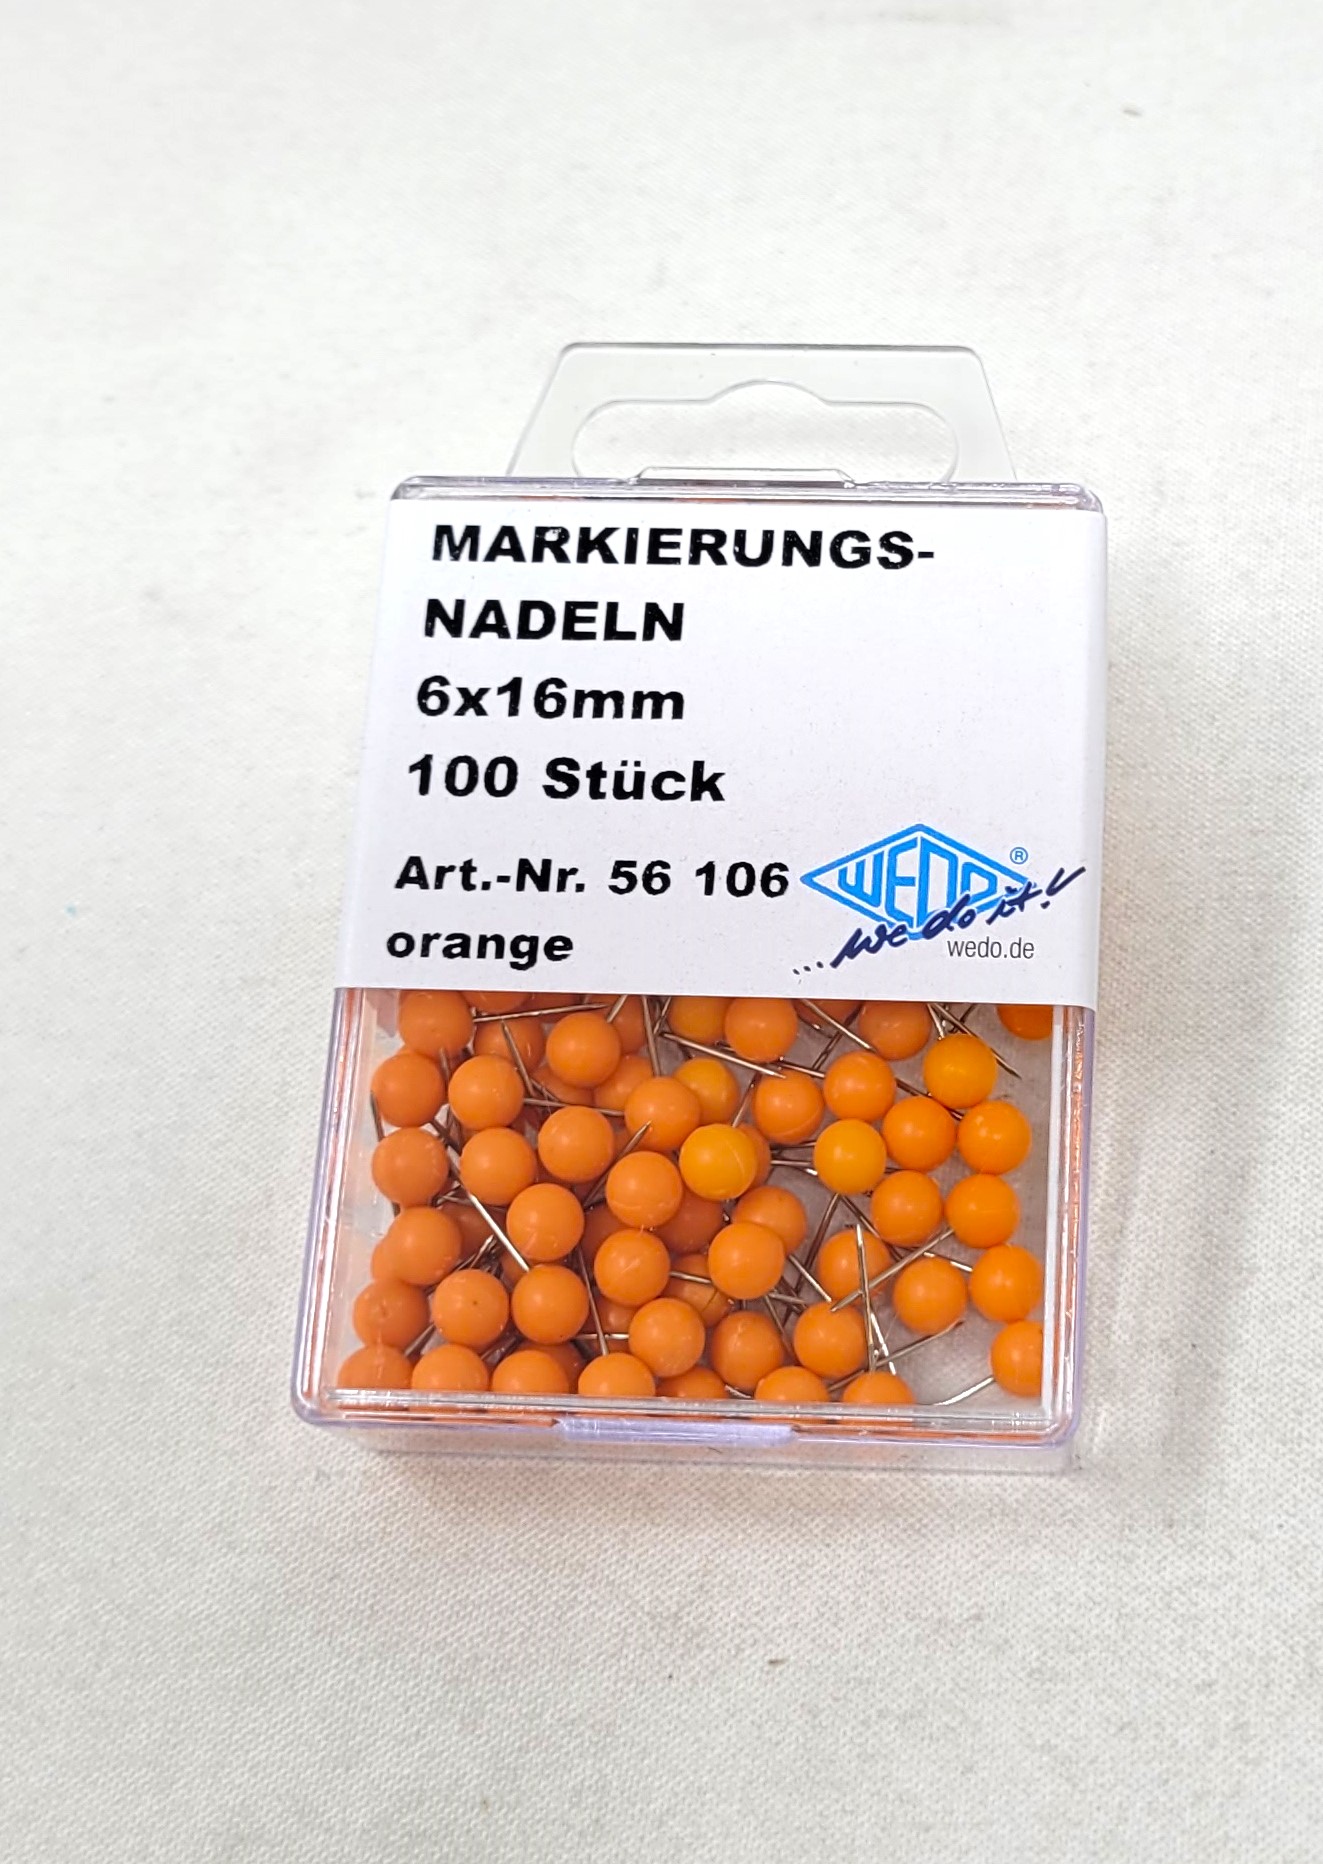 MARKIERUNGS-
NADELN
6x16mm
100 Stück
Art.-Nr. 56 106
orange
WEDO ®
...we do it!
wedo.de